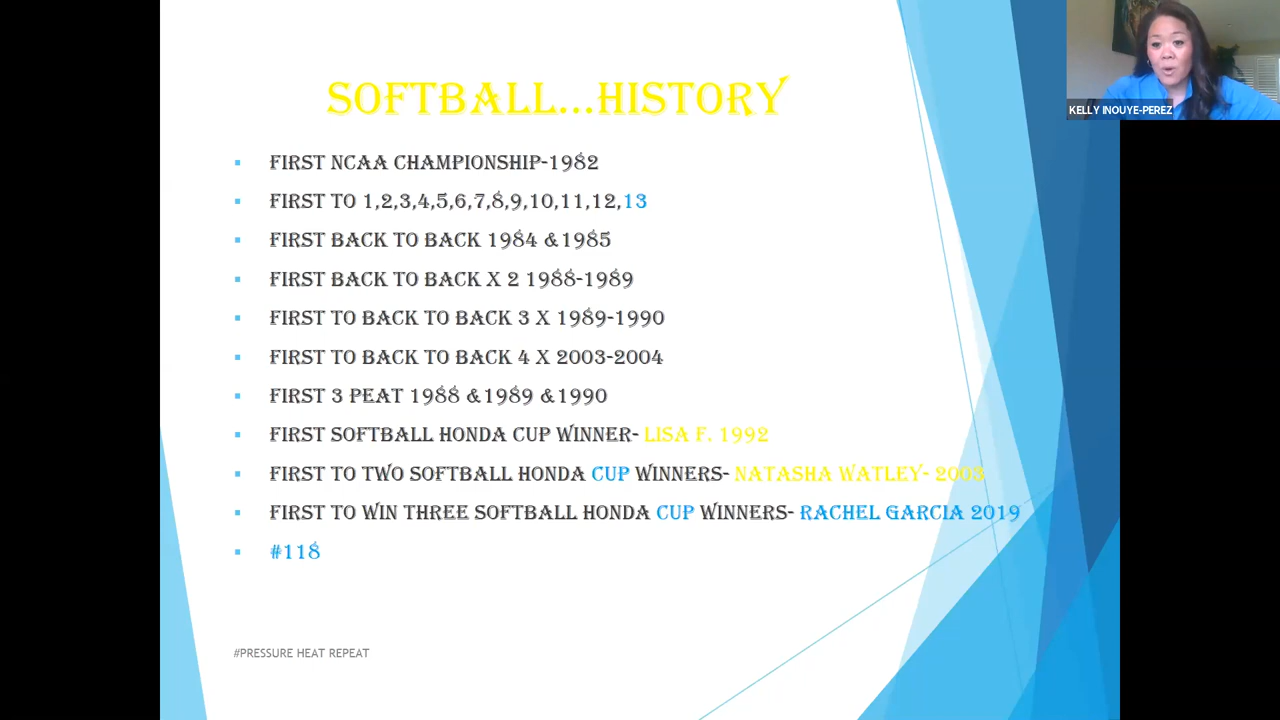 SOFTBALL...HISTORY
KELLY INOUYE-PEREZ
FIRST NCAA CHAMPIONSHIP-1982
FIRST TO 1,2,3,4,5,6,7,8,9,10,11,12,13
FIRST BACK TO BACK 1984 &1985
FIRST BACK TO BACK X 2 1988-1989
FIRST TO BACK TO BACK 3 X 1989-1990
FIRST TO BACK TO BACK 4 X 2003-2004
FIRST 3 PEAT 1988 &1989 &1990
FIRST SOFTBALL HONDA CUP WINNER- LISA F. 1992
FIRST TO TWO SOFTBALL HONDA CUP WINNERS- NATASHA WATLEY- 2003
FIRST TO WIN THREE SOFTBALL HONDA CUP WINNERS- RACHEL GARCIA 2019
#118
#PRESSURE HEAT REPEAT